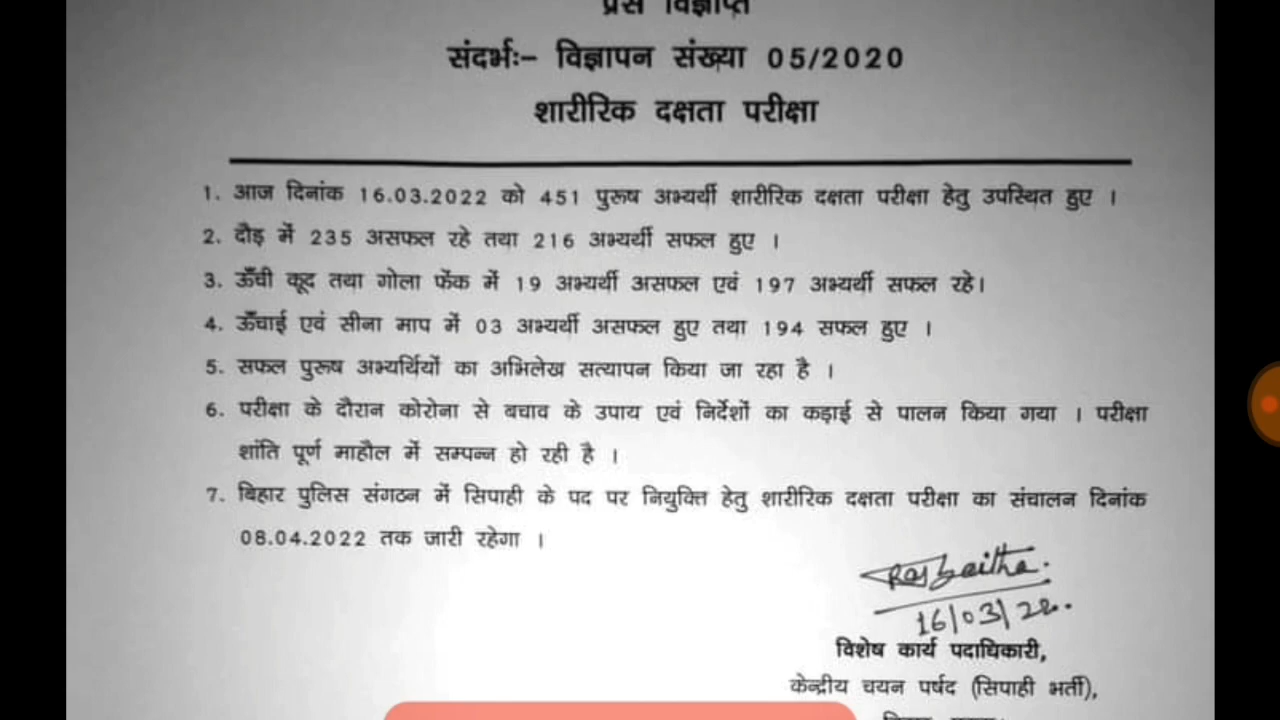 प्रेस विज्ञप्ति
संदर्भः- विज्ञापन संख्या 05/2020
शारीरिक दक्षता परीक्षा
1. आज दिनांक 16.03.2022 को 451 पुरूष अभ्यर्थी शारीरिक दक्षता परीक्षा हेतु उपस्थित हुए ।
2. दौड़ में 235 असफल रहे तथा 216 अभ्यर्थी सफल हुए ।
3. ऊँची कूद तथा गोला फेंक में 19 अभ्यर्थी असफल एवं 197 अभ्यर्थी सफल रहे।
4. ऊँचाई एवं सीना माप में 03 अभ्यर्थी असफल हुए तथा 194 सफल हुए ।
5. सफल पुरूष अभ्यर्थियों का अभिलेख सत्यापन किया जा रहा है ।
6. परीक्षा के दौरान कोरोना से बचाव के उपाय एवं निर्देशों का कड़ाई से पालन किया गया । परीक्षा
शांति पूर्ण माहौल में सम्पन्न हो रही है ।
7. बिहार पुलिस संगठन में सिपाही के पद पर नियुक्ति हेतु शारीरिक दक्षता परीक्षा का संचालन दिनांक
08.04.2022 तक जारी रहेगा ।
16/03/22
विशेष कार्य पदाधिकारी,
केन्द्रीय चयन पर्षद (सिपाही भर्ती),